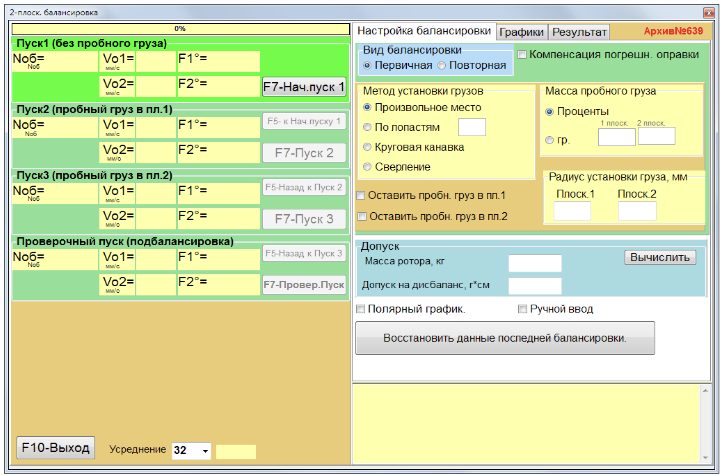 2-плоск. балансировка
0%
Настройка балансировки Графики Результат Архив№639
Пуск1 (без пробного груза)
Nоб= Vo1= F1°=
Nоб мм/с
Vo2= F2°= F7-Нач.пуск 1
мм/с
Пуск2 (пробный груз в пл.1)
Nоб= Vo1= F1°= F5- к Нач.пуску 1
Nоб мм/с
Vo2= F2°= F7-Пуск 2
мм/с
Пуск3 (пробный груз в пл.2)
Nоб= Vo1= F1°= F5-Назад к Пуск 2
Nоб мм/с
Vo2= F2°= F7-Пуск 3
мм/с
Проверочный пуск (подбалансировка)
Nоб= Vo1= F1°= F5-Назад к Пуск 3
Nоб мм/с
Vo2= F2°= F7-Провер.Пуск
мм/с
F10-Выход Усреднение 32
Вид балансировки
Первичная Повторная
Компенсация погрешн. оправки
Метод установки грузов
Произвольное место
По лопастям
Круговая канавка
Сверление
Масса пробного груза
Проценты
1 плоск. 2 плоск.
гр.
Радиус установки груза, мм
Плоск.1 Плоск.2
Оставить пробн. груз в пл.1
Оставить пробн. груз в пл.2
Допуск
Масса ротора, кг
Вычислить
Допуск на дисбаланс, г*см
Полярный график. Ручной ввод
Восстановить данные последней балансировки.